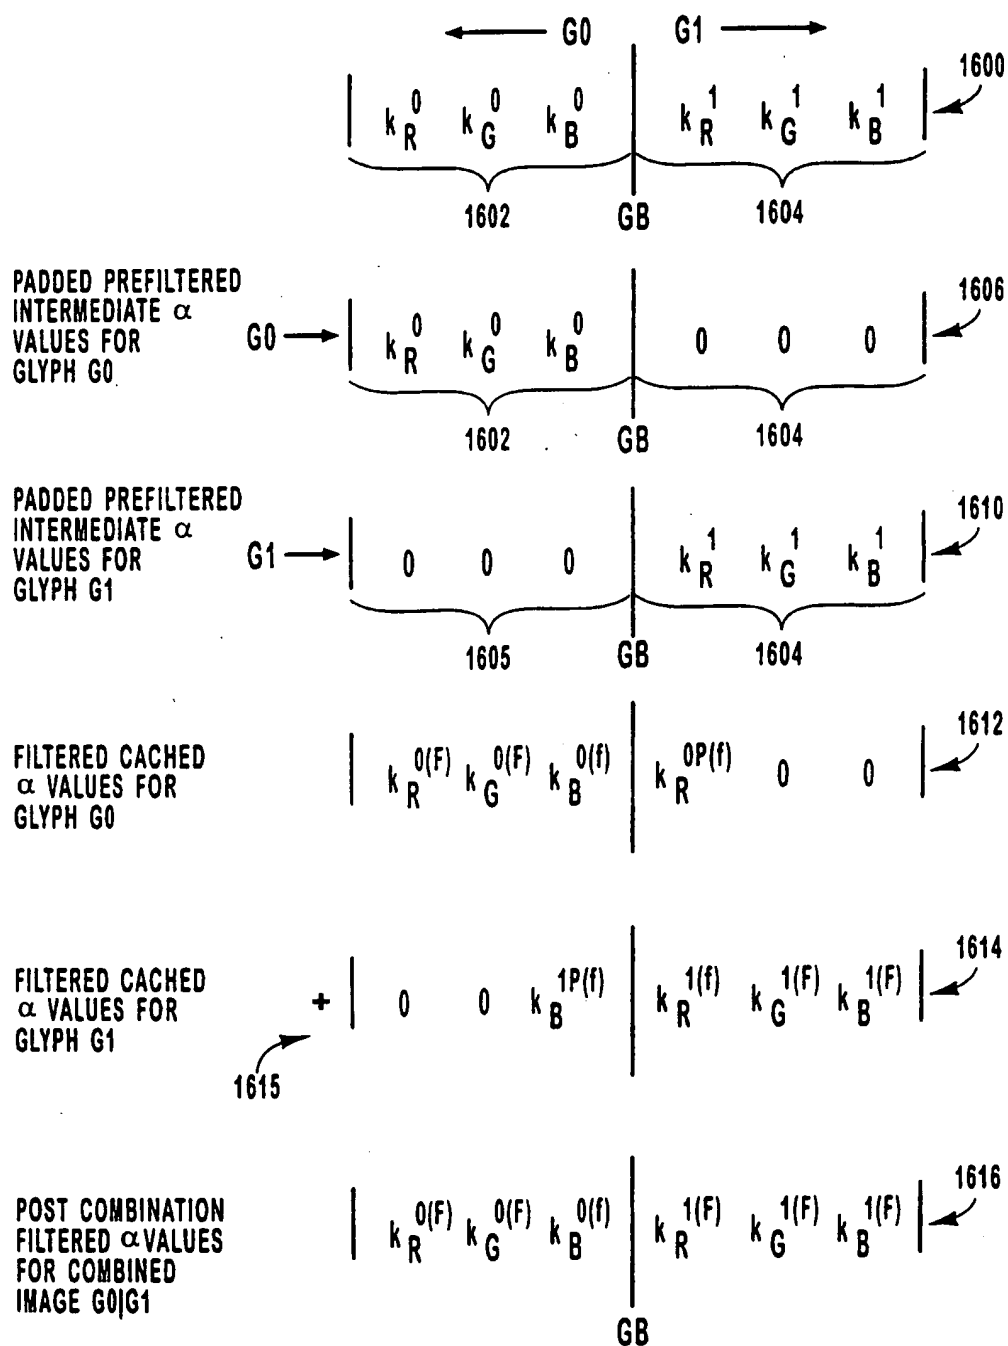 ← G0 G1 →
k_R^0 k_G^0 k_B^0 k_R^1 k_G^1 k_B^1 1600
1602 GB 1604
PADDED PREFILTERED
INTERMEDIATE α
VALUES FOR
GLYPH G0
G0 → k_R^0 k_G^0 k_B^0 0 0 0 1606
1602 GB 1604
PADDED PREFILTERED
INTERMEDIATE α
VALUES FOR
GLYPH G1
G1 → 0 0 0 k_R^1 k_G^1 k_B^1 1610
1605 GB 1604
FILTERED CACHED
α VALUES FOR
GLYPH G0
k_R^0(F) k_G^0(F) k_B^0(f) k_R^0P(f) 0 0 1612
FILTERED CACHED
α VALUES FOR
GLYPH G1
+ 0 0 k_B^1P(f) k_R^1(f) k_G^1(F) k_B^1(F) 1614
1615
POST COMBINATION
FILTERED α VALUES
FOR COMBINED
IMAGE G0|G1
k_R^0(F) k_G^0(F) k_B^0(f) k_R^1(F) k_G^1(F) k_B^1(F) 1616
GB